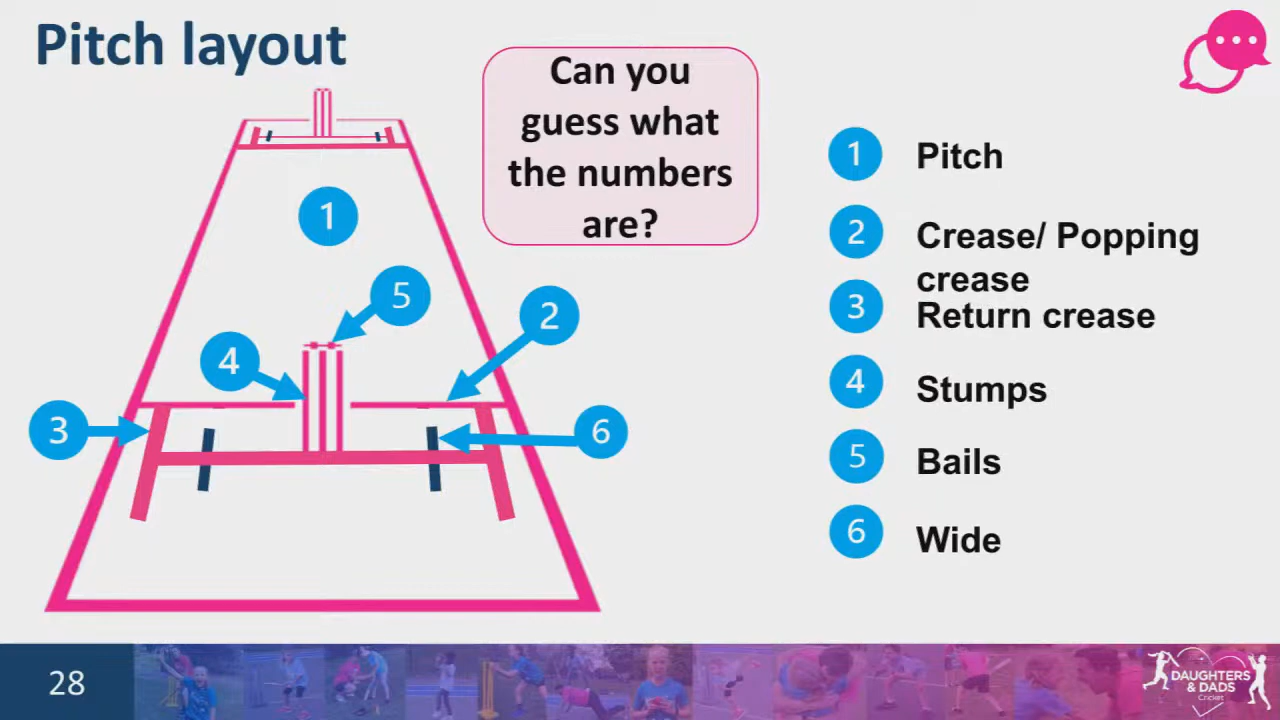 Pitch layout
Can you
guess what
the numbers
are?
1
5
2
4
3
6
1 Pitch
2 Crease/ Popping
crease
3 Return crease
4 Stumps
5 Bails
6 Wide
28
DAUGHTERS
& DADS
Cricket